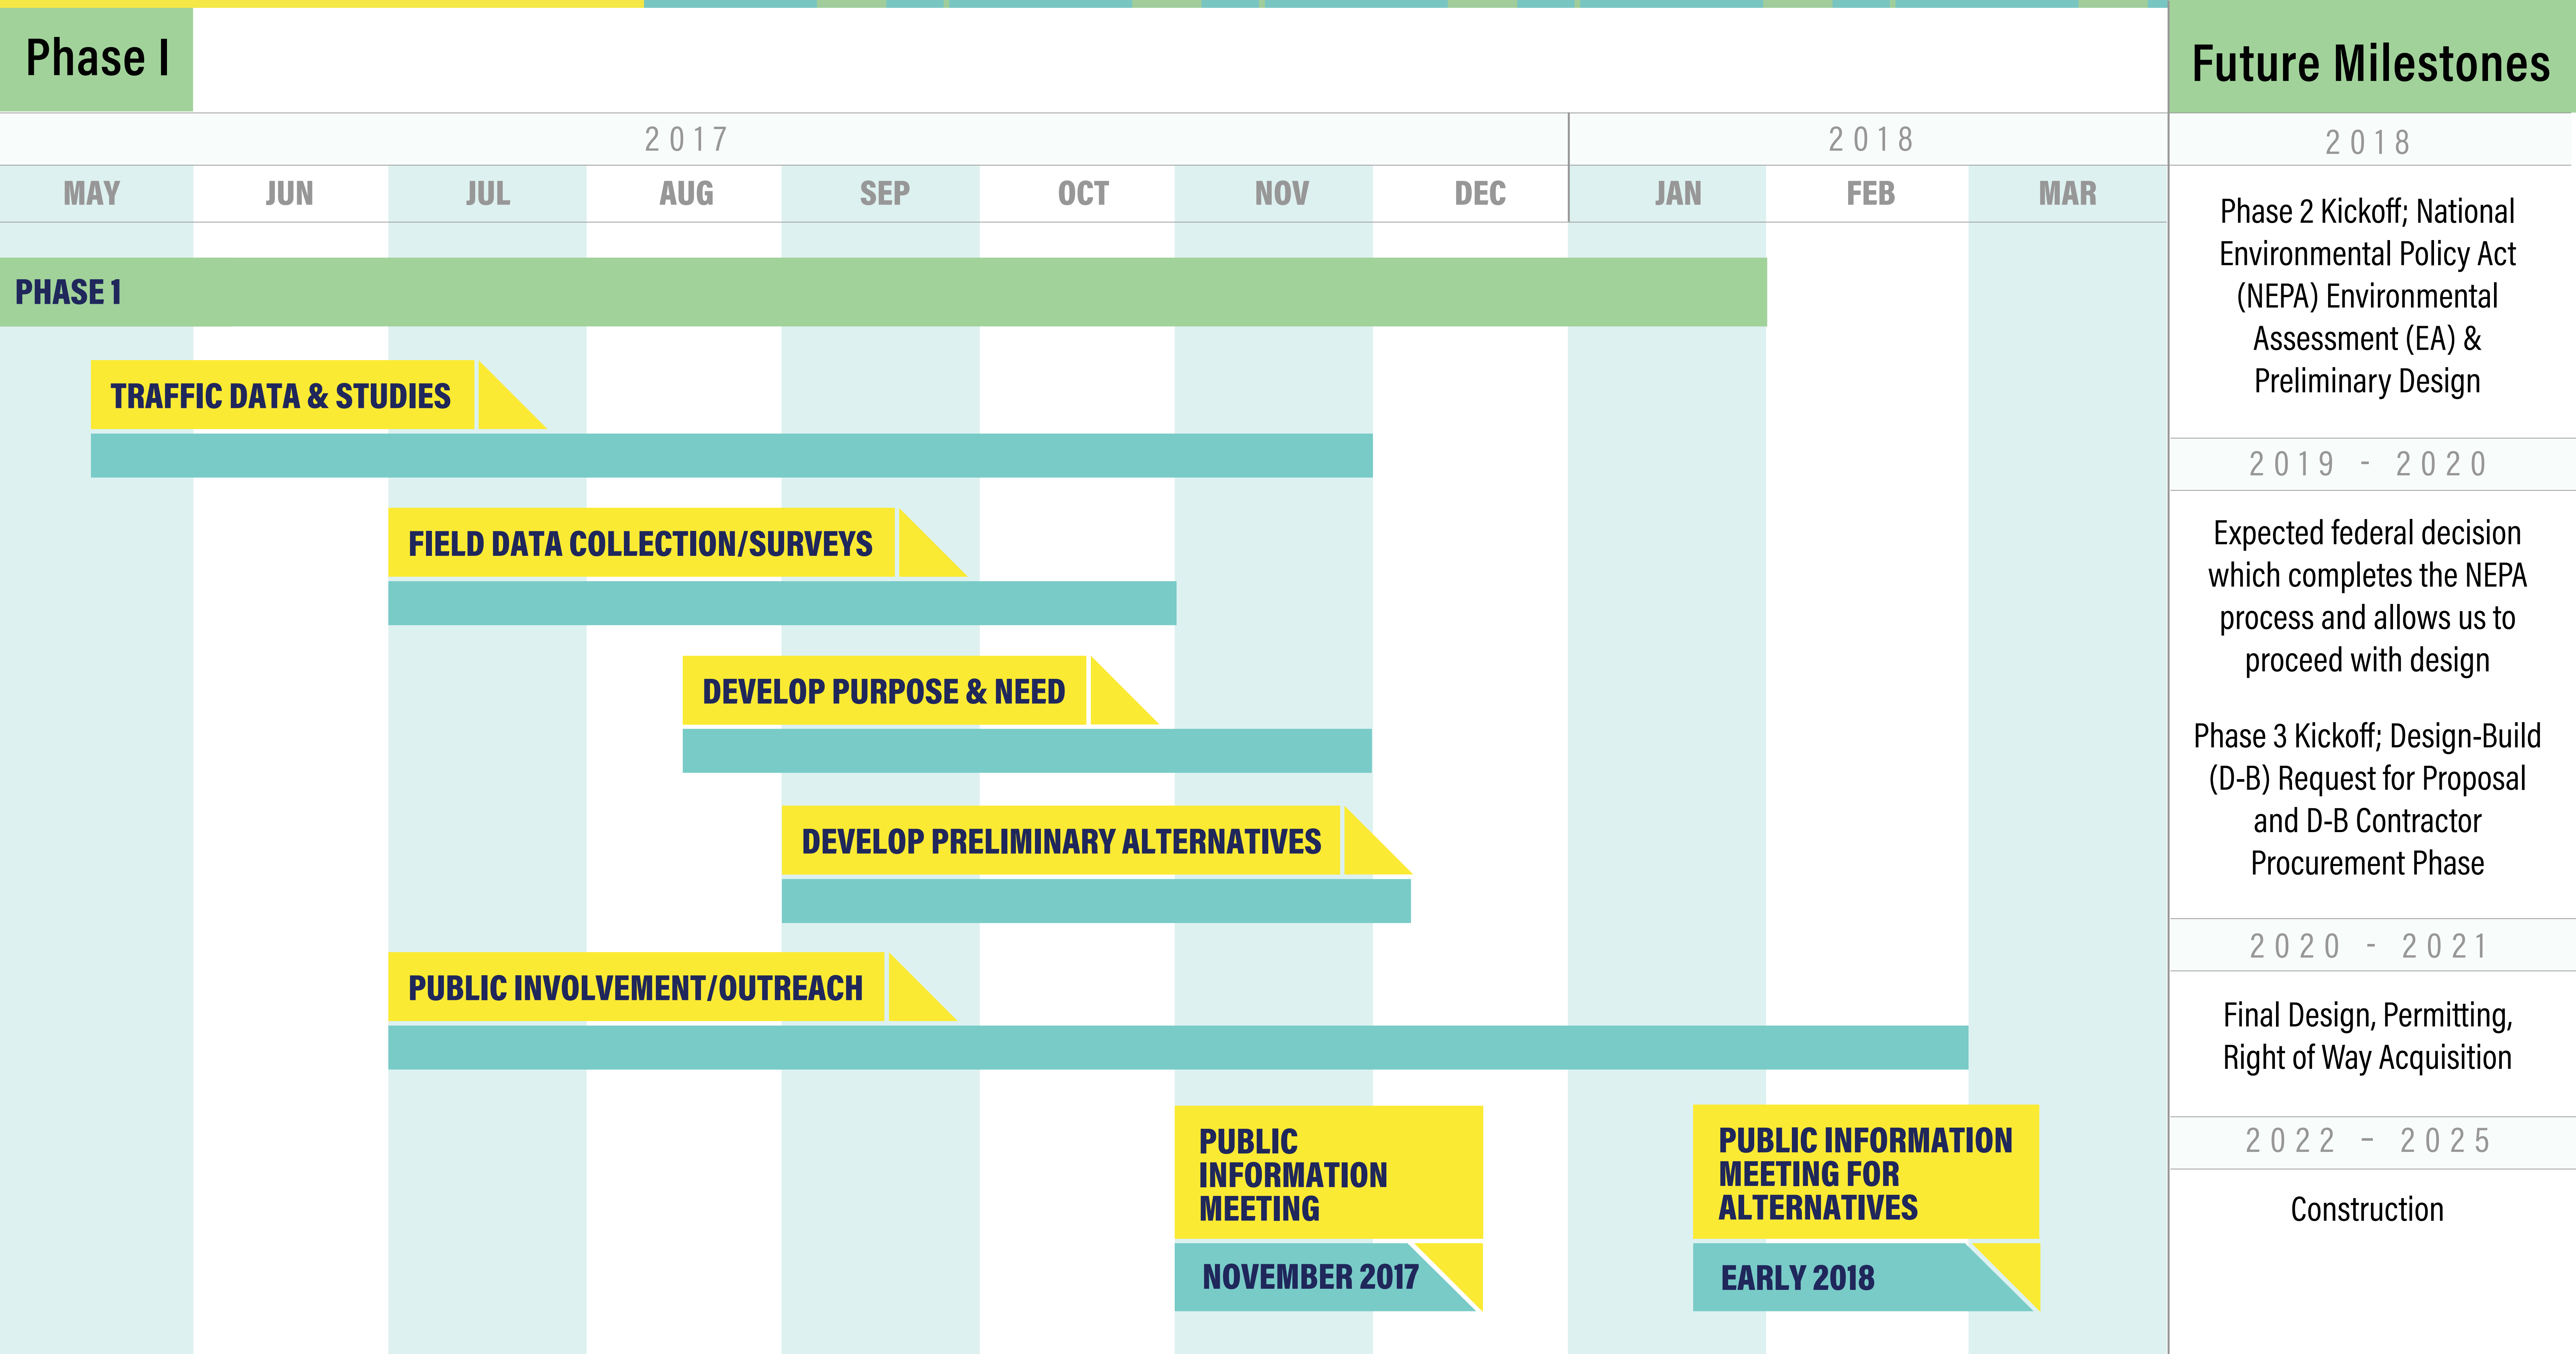 Phase I
2017
2018
MAY JUN JUL AUG SEP OCT NOV DEC JAN FEB MAR
PHASE 1
TRAFFIC DATA & STUDIES
FIELD DATA COLLECTION/SURVEYS
DEVELOP PURPOSE & NEED
DEVELOP PRELIMINARY ALTERNATIVES
PUBLIC INVOLVEMENT/OUTREACH
PUBLIC
INFORMATION
MEETING
NOVEMBER 2017
PUBLIC INFORMATION
MEETING FOR
ALTERNATIVES
EARLY 2018
Future Milestones
2018
Phase 2 Kickoff; National
Environmental Policy Act
(NEPA) Environmental
Assessment (EA) &
Preliminary Design
2019 - 2020
Expected federal decision
which completes the NEPA
process and allows us to
proceed with design
Phase 3 Kickoff; Design-Build
(D-B) Request for Proposal
and D-B Contractor
Procurement Phase
2020 - 2021
Final Design, Permitting,
Right of Way Acquisition
2022 - 2025
Construction